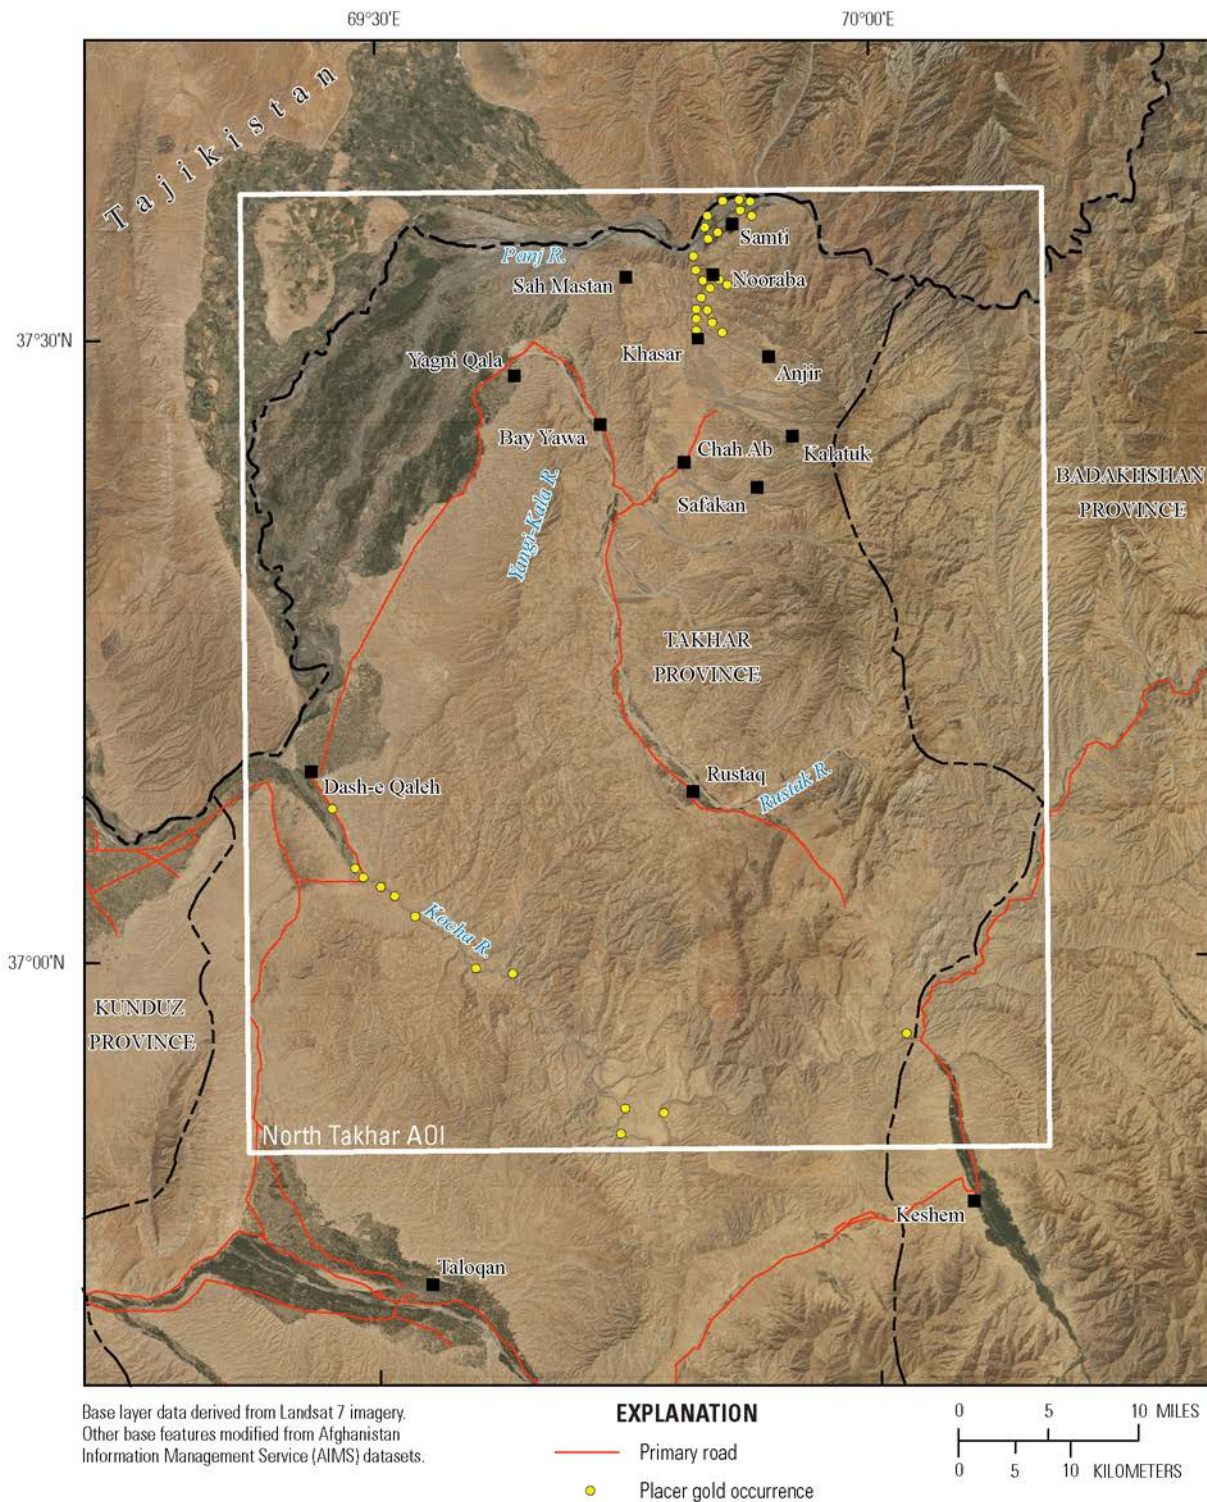 69°30'E
70°00'E
Tajikistan
Samti
Panj R.
Sah Mastan
Nooraba
37°30'N
Khasar
Yagni Qala
Anjir
Bay Yawa
Chah Ab
Kalatuk
BADAKHSHAN
PROVINCE
Safakan
Yangi-Kala R.
TAKHAR
PROVINCE
Rustaq
Rustak R.
Dash-e Qaleh
Kocha R.
37°00'N
KUNDUZ
PROVINCE
North Takhar AOI
Keshem
Taloqan
Base layer data derived from Landsat 7 imagery.
Other base features modified from Afghanistan
Information Management Service (AIMS) datasets.
EXPLANATION
Primary road
Placer gold occurrence
0 5 10 MILES
0 5 10 KILOMETERS